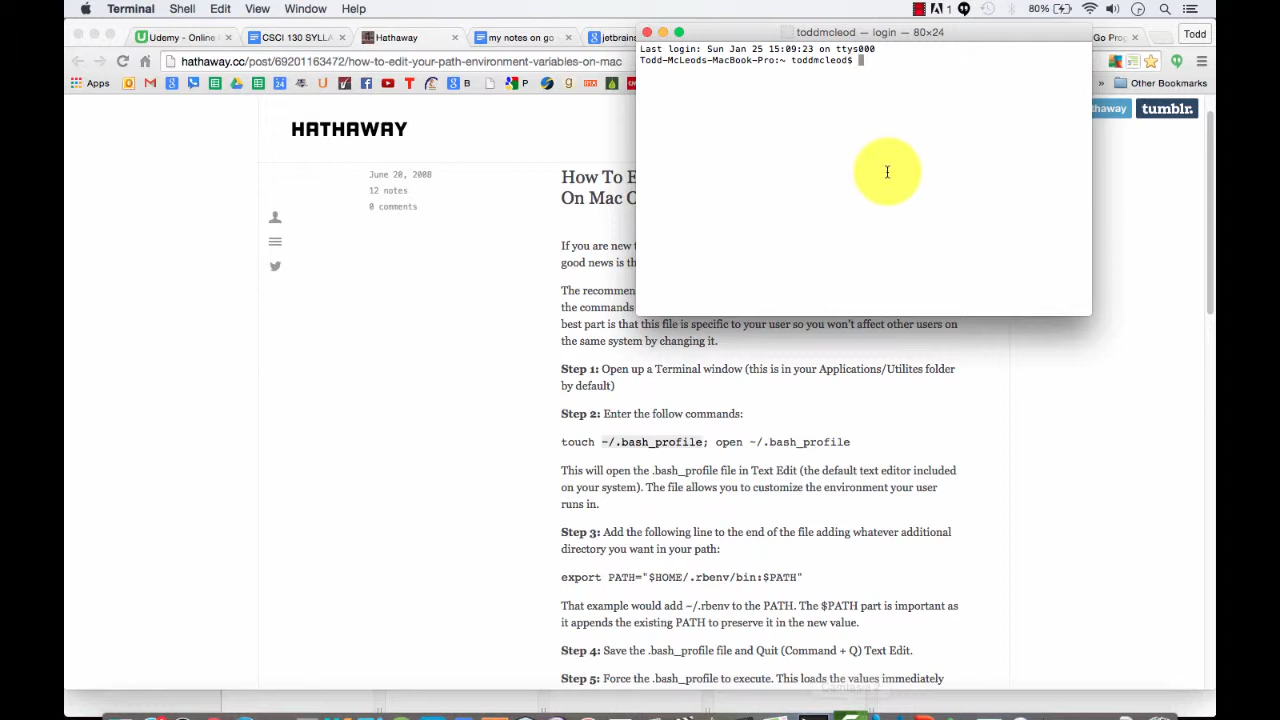 Terminal Shell Edit View Window Help
1 80%
Udemy - Online
CSCI 130 SYLLA
Hathaway
my notes on go
jetbrains
Go Prog
Todd
toddmcleod — login — 80×24
hathaway.cc/post/69201163472/how-to-edit-your-path-environment-variables-on-mac
Last login: Sun Jan 25 15:09:23 on ttys000
Todd-McLeods-MacBook-Pro:~ toddmcleod$
Apps
24
B
P
g
» Other Bookmarks
HATHAWAY
hathaway
tumblr.
June 20, 2008
12 notes
0 comments
How To E
On Mac O
If you are new t
good news is th
The recommen
the commands
best part is that this file is specific to your user so you won't affect other users on
the same system by changing it.
Step 1: Open up a Terminal window (this is in your Applications/Utilites folder
by default)
Step 2: Enter the follow commands:
touch ~/.bash_profile; open ~/.bash_profile
This will open the .bash_profile file in Text Edit (the default text editor included
on your system). The file allows you to customize the environment your user
runs in.
Step 3: Add the following line to the end of the file adding whatever additional
directory you want in your path:
export PATH="$HOME/.rbenv/bin:$PATH"
That example would add ~/.rbenv to the PATH. The $PATH part is important as
it appends the existing PATH to preserve it in the new value.
Step 4: Save the .bash_profile file and Quit (Command + Q) Text Edit.
Step 5: Force the .bash_profile to execute. This loads the values immediately
Camtasia 2